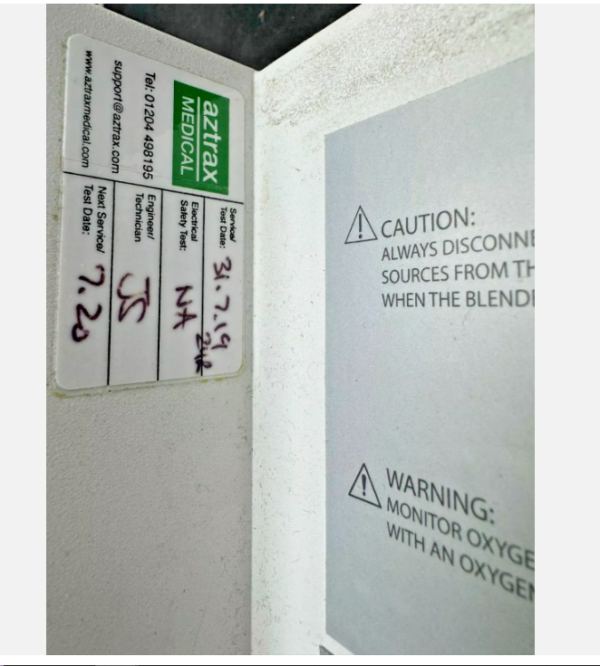 aztrax
MEDICAL
Tel: 01204 498195
support@aztrax.com
www.aztraxmedical.com
Service/
Test Date: 31.7.19
2YR
Electrical
Safety Test: NA
Engineer/
Technician JS
Next Service/
Test Date: 7.20
CAUTION:
ALWAYS DISCONNE
SOURCES FROM TH
WHEN THE BLENDE
WARNING:
MONITOR OXYGE
WITH AN OXYGEN